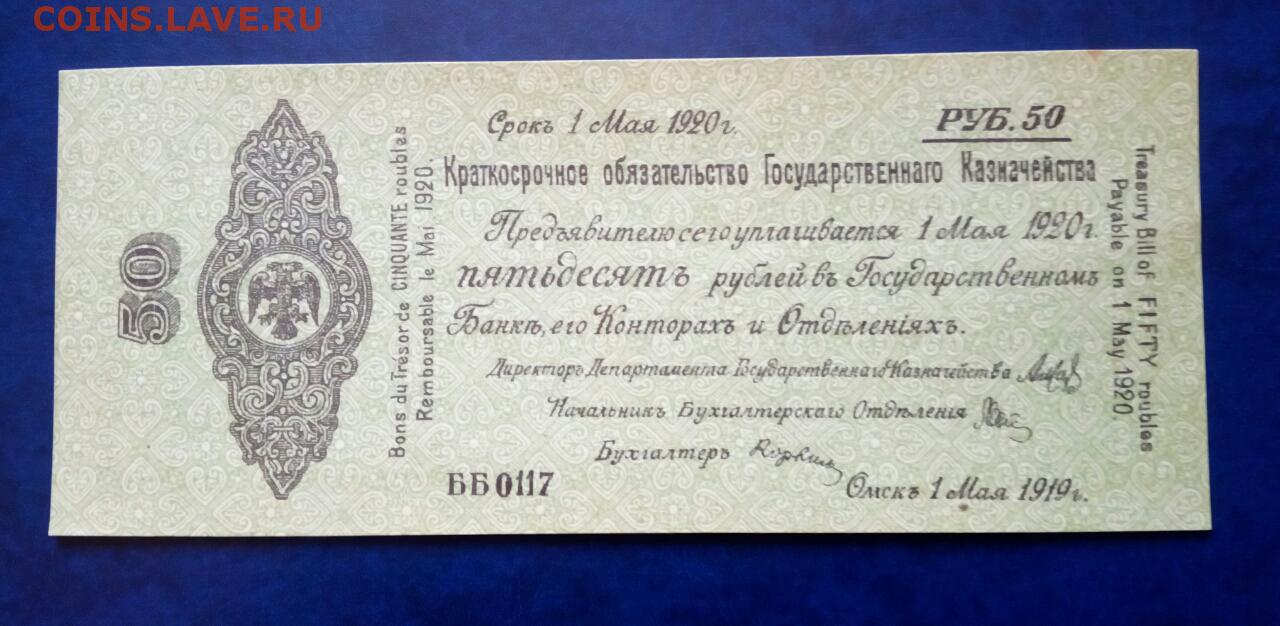 COINS.LAVE.RU
50
Bons du Trésor de CINQUANTE roubles
Remboursable le Mai 1920.
Срокъ 1 Мая 1920г.
РУБ. 50
Краткосрочное обязательство Государственнаго Казначейства
Предъявителю сего уплачивается 1 Мая 1920г.
пятьдесятъ рублей въ Государственномъ
Банкѣ, его Конторахъ и Отдѣленіяхъ.
Директоръ Департамента Государственнаго Казначейства
Начальникъ Бухгалтерскаго Отдѣленія
Бухгалтеръ
ББ 0117
Омскъ 1 Мая 1919г.
Treasury Bill of FIFTY roubles
Payable on 1 May 1920.